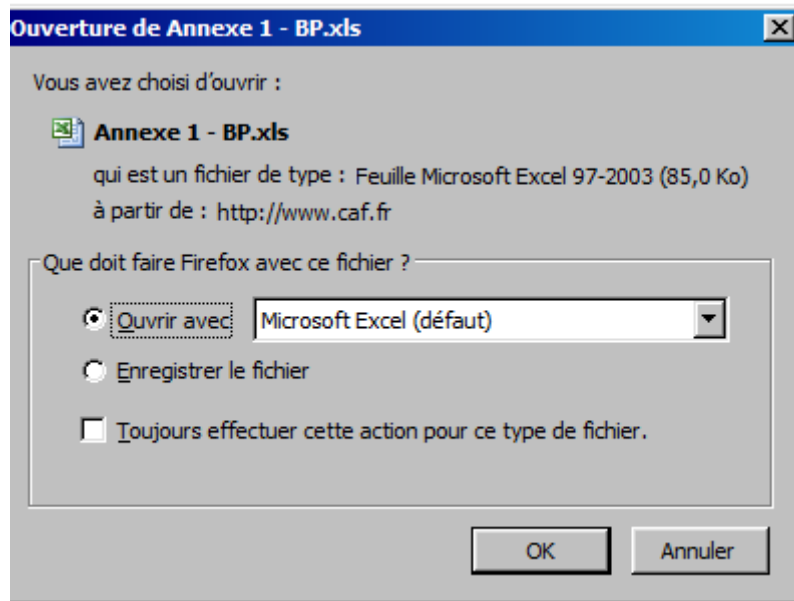 Ouverture de Annexe 1 - BP.xls
Vous avez choisi d'ouvrir :
Annexe 1 - BP.xls
qui est un fichier de type : Feuille Microsoft Excel 97-2003 (85,0 Ko)
à partir de : http://www.caf.fr
Que doit faire Firefox avec ce fichier ?
Ouvrir avec Microsoft Excel (défaut)
Enregistrer le fichier
Toujours effectuer cette action pour ce type de fichier.
OK Annuler